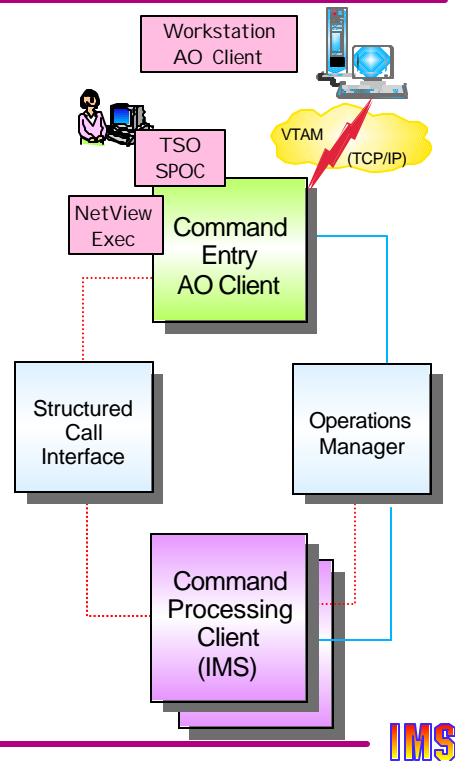 Workstation
AO Client
VTAM
(TCP/IP)
TSO
SPOC
NetView
Exec
Command
Entry
AO Client
Structured
Call
Interface
Operations
Manager
Command
Processing
Client
(IMS)
IMS